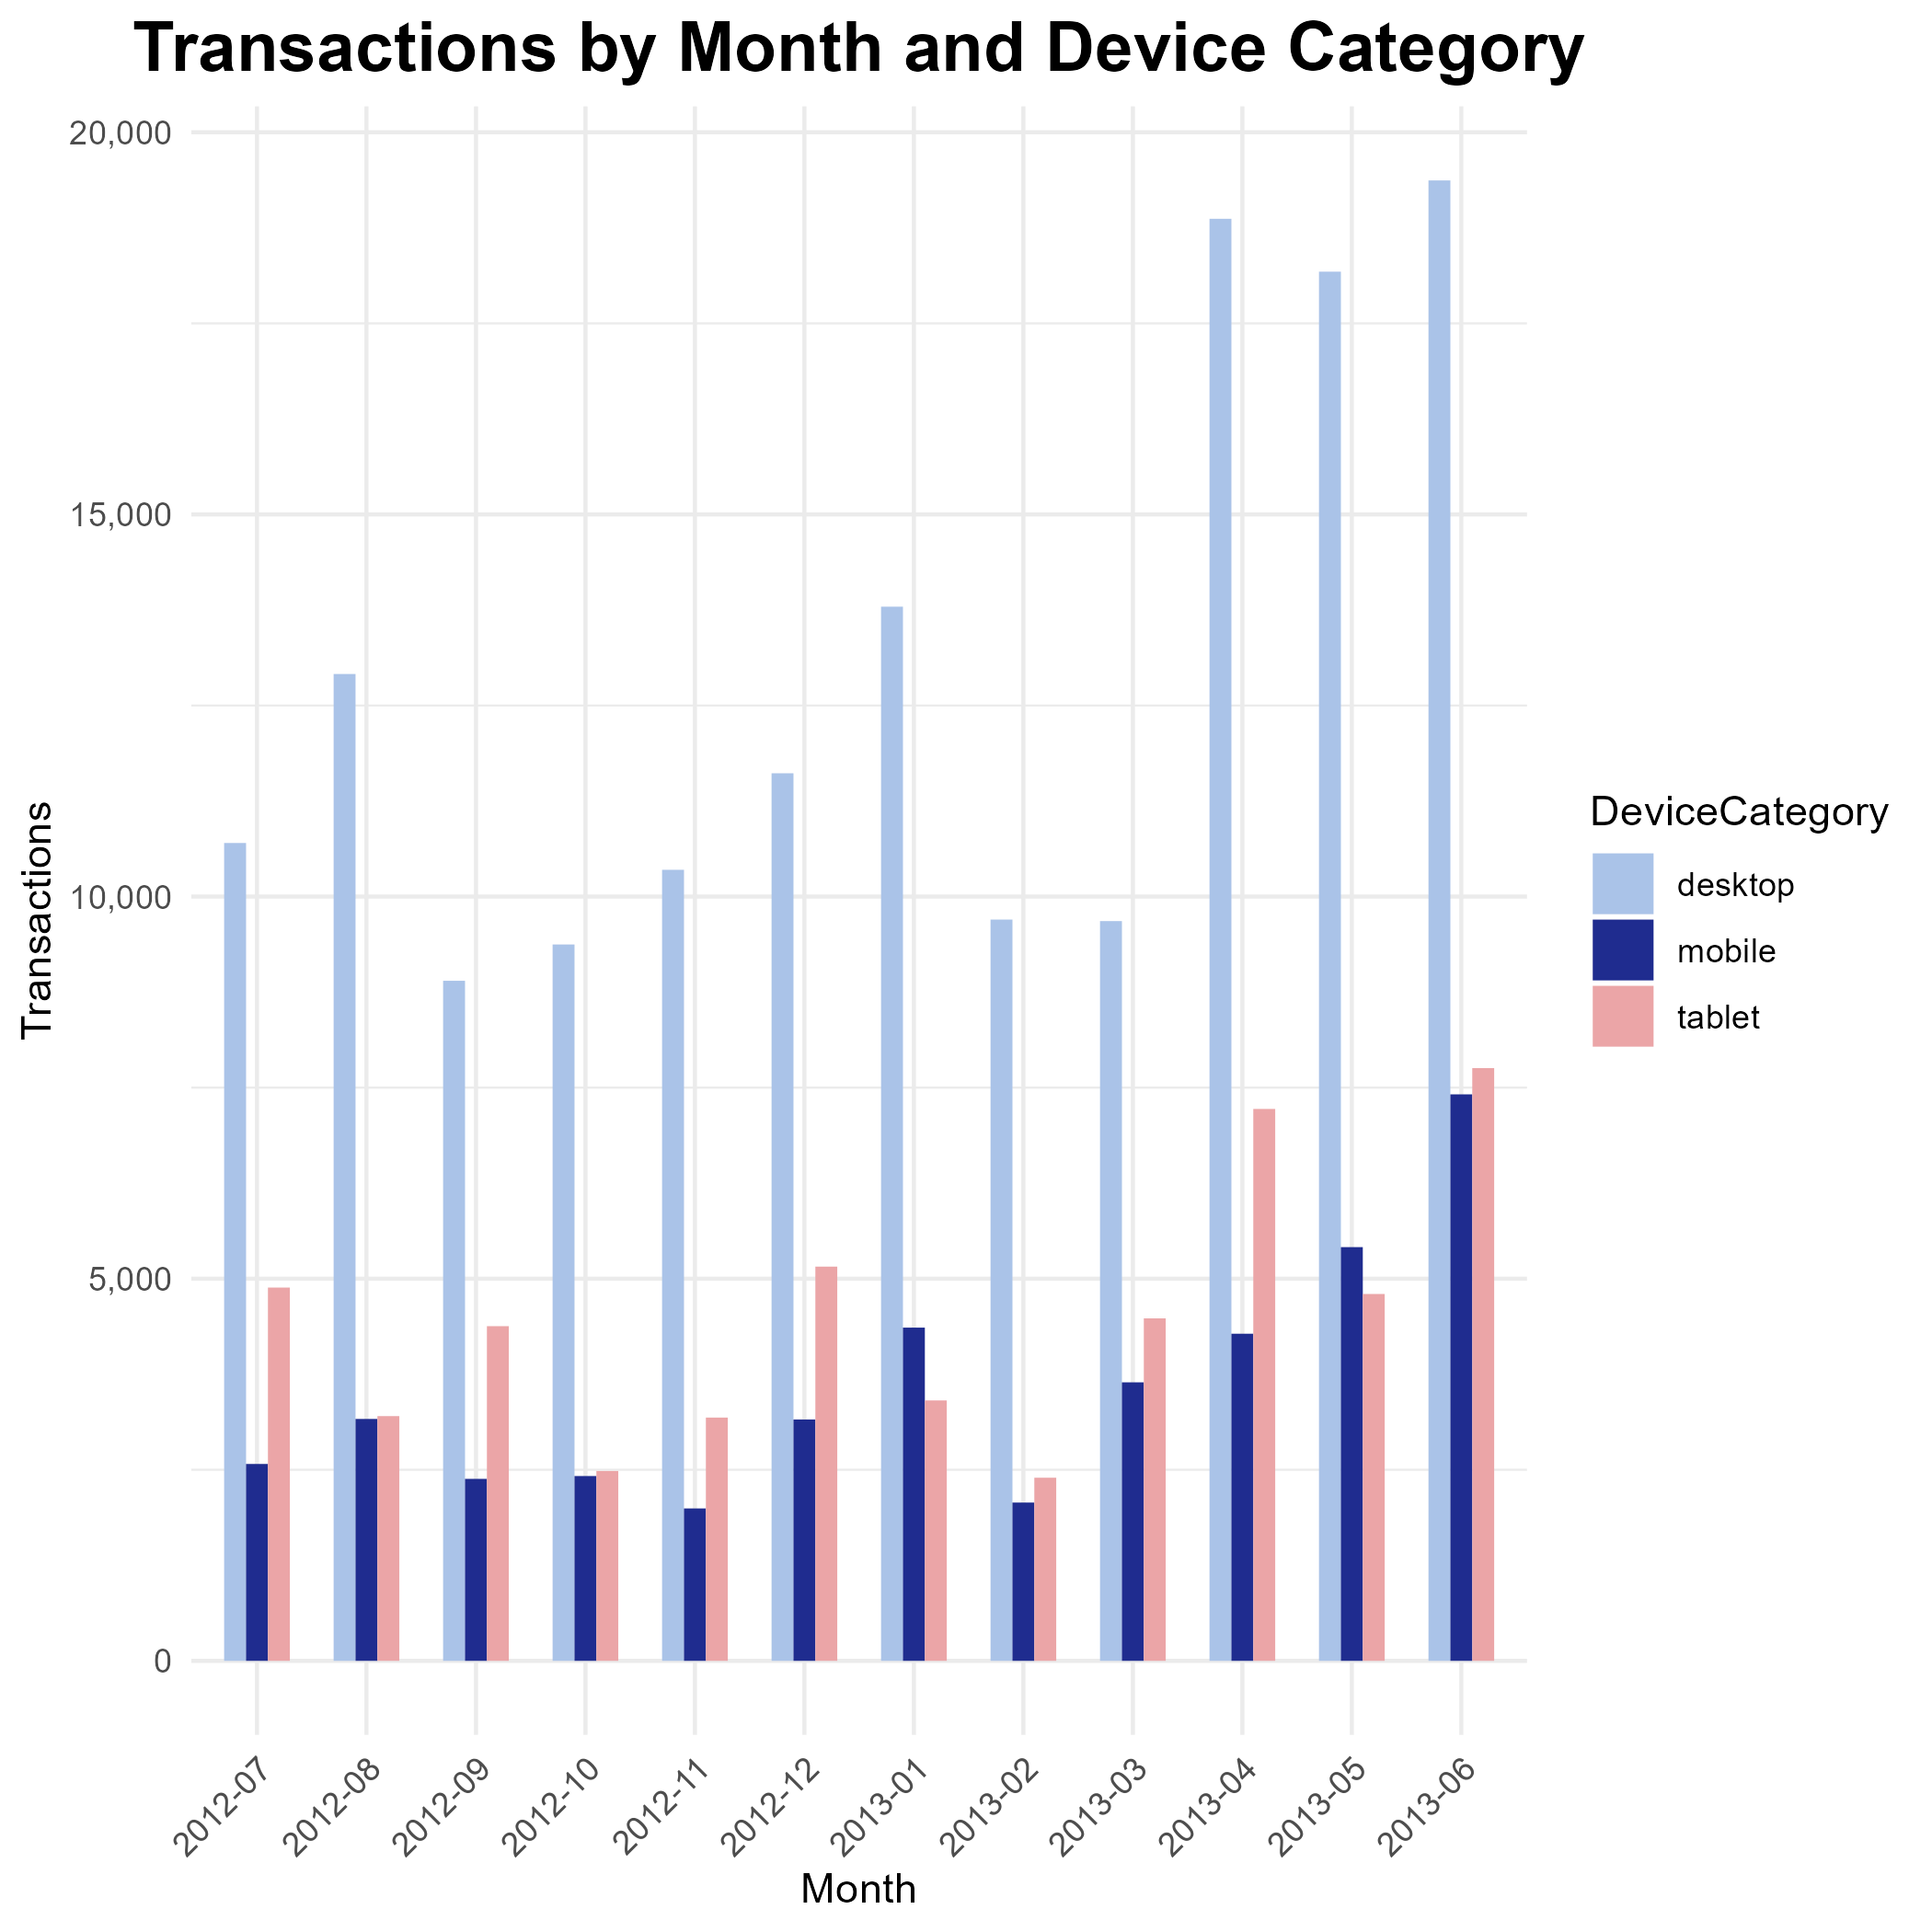 Transactions by Month and Device Category
Transactions
20,000
15,000
10,000
5,000
0
2012-07
2012-08
2012-09
2012-10
2012-11
2012-12
2013-01
2013-02
2013-03
2013-04
2013-05
2013-06
Month
DeviceCategory
desktop
mobile
tablet